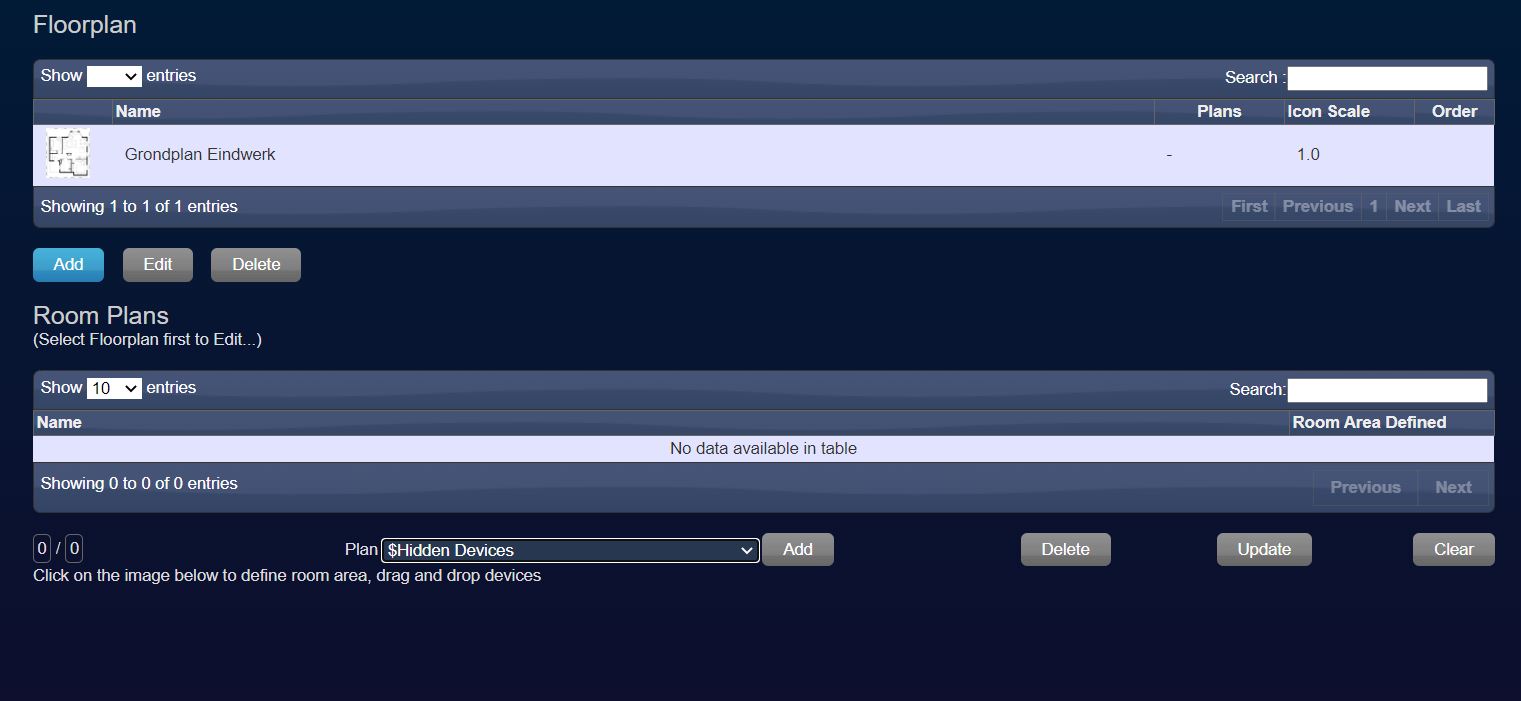 Floorplan
Show entries Search :
Name Plans Icon Scale Order
Grondplan Eindwerk - 1.0
Showing 1 to 1 of 1 entries First Previous 1 Next Last
Add Edit Delete
Room Plans
(Select Floorplan first to Edit...)
Show 10 entries Search:
Name Room Area Defined
No data available in table
Showing 0 to 0 of 0 entries Previous Next
0 / 0 Plan $Hidden Devices Add Delete Update Clear
Click on the image below to define room area, drag and drop devices